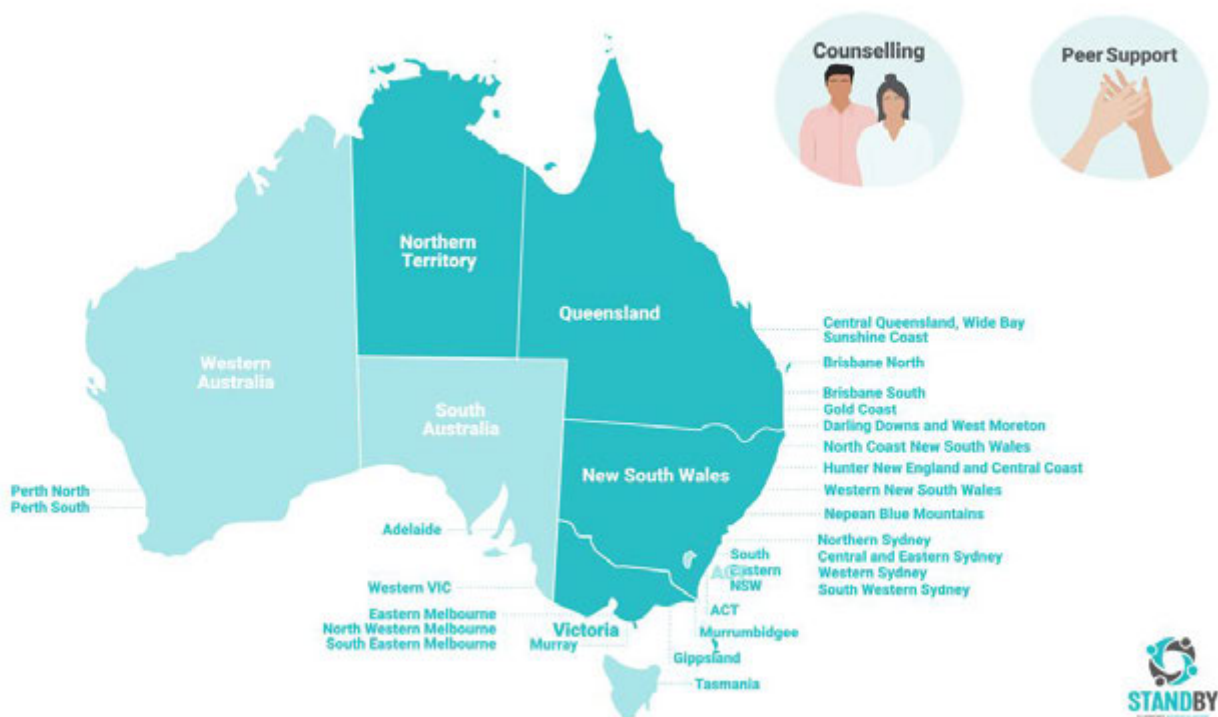 Counselling
Peer Support
Northern
Territory
Queensland
Western
Australia
South
Australia
New South Wales
Central Queensland, Wide Bay
Sunshine Coast
Brisbane North
Brisbane South
Gold Coast
Darling Downs and West Moreton
North Coast New South Wales
Hunter New England and Central Coast
Western New South Wales
Nepean Blue Mountains
Northern Sydney
Central and Eastern Sydney
Western Sydney
South Western Sydney
Perth North
Perth South
Adelaide
South
Eastern
NSW
ACT
ACT
Western VIC
Eastern Melbourne
North Western Melbourne
South Eastern Melbourne
Victoria
Murray
Murrumbidgee
Gippsland
Tasmania
STANDBY